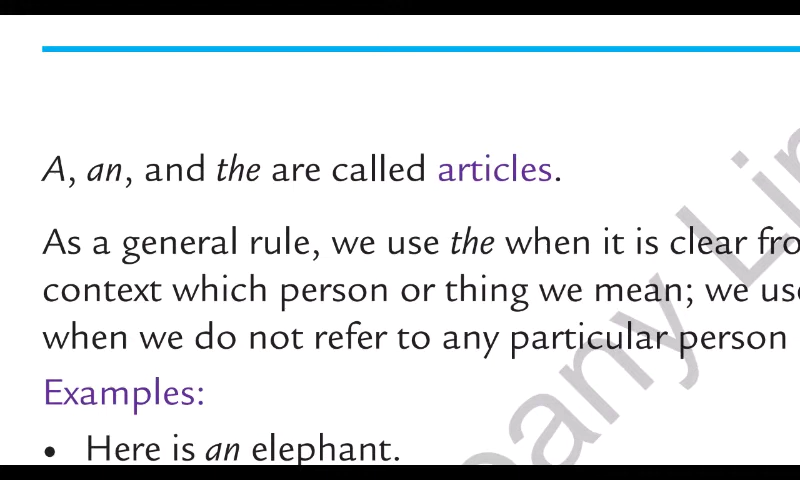 A, an, and the are called articles.
As a general rule, we use the when it is clear
context which person or thing we mean; we
when we do not refer to any particular person
Examples:
• Here is an elephant.